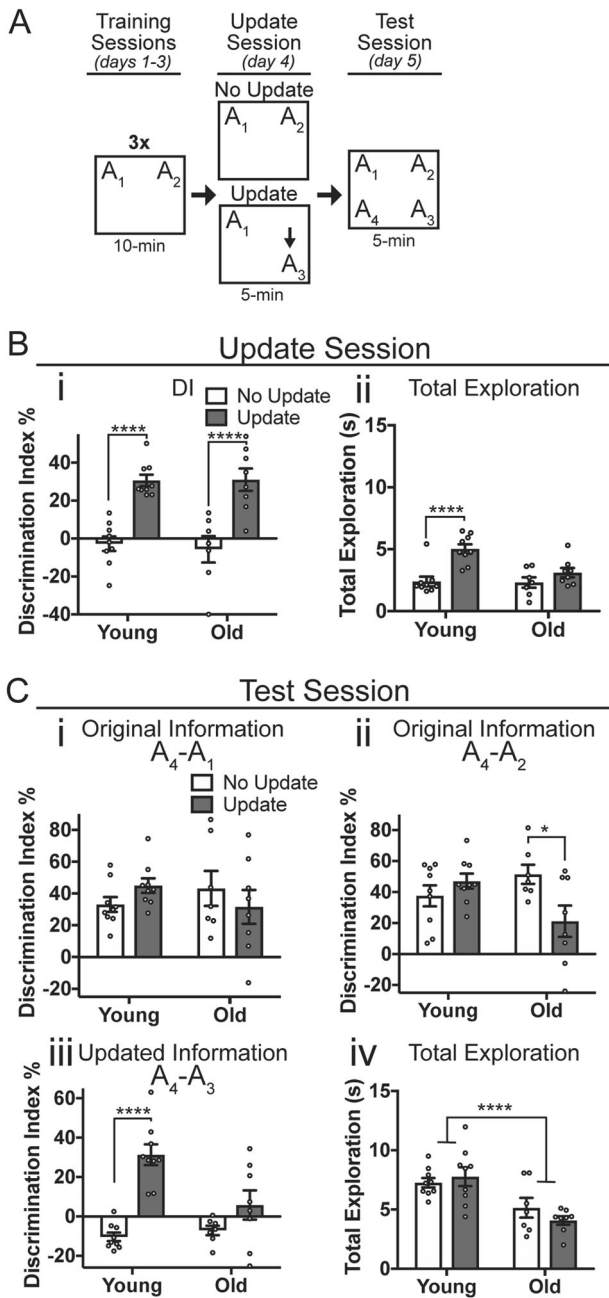 A
Training Sessions (days 1-3)
Update Session (day 4)
Test Session (day 5)
No Update
3x
A₁ A₂
10-min
A₁ A₂
Update
A₁
A₃
5-min
A₁ A₂
A₄ A₃
5-min
B
Update Session
i
DI
No Update
Update
Discrimination Index %
40
20
0
-20
-40
****
****
Young Old
ii
Total Exploration
Total Exploration (s)
15
10
5
0
****
Young Old
C
Test Session
i
Original Information
A₄-A₁
No Update
Update
Discrimination Index %
80
60
40
20
0
-20
Young Old
ii
Original Information
A₄-A₂
Discrimination Index %
80
60
40
20
0
-20
*
Young Old
iii
Updated Information
A₄-A₃
Discrimination Index %
60
40
20
0
-20
****
Young Old
iv
Total Exploration
Total Exploration (s)
15
10
5
0
****
Young Old